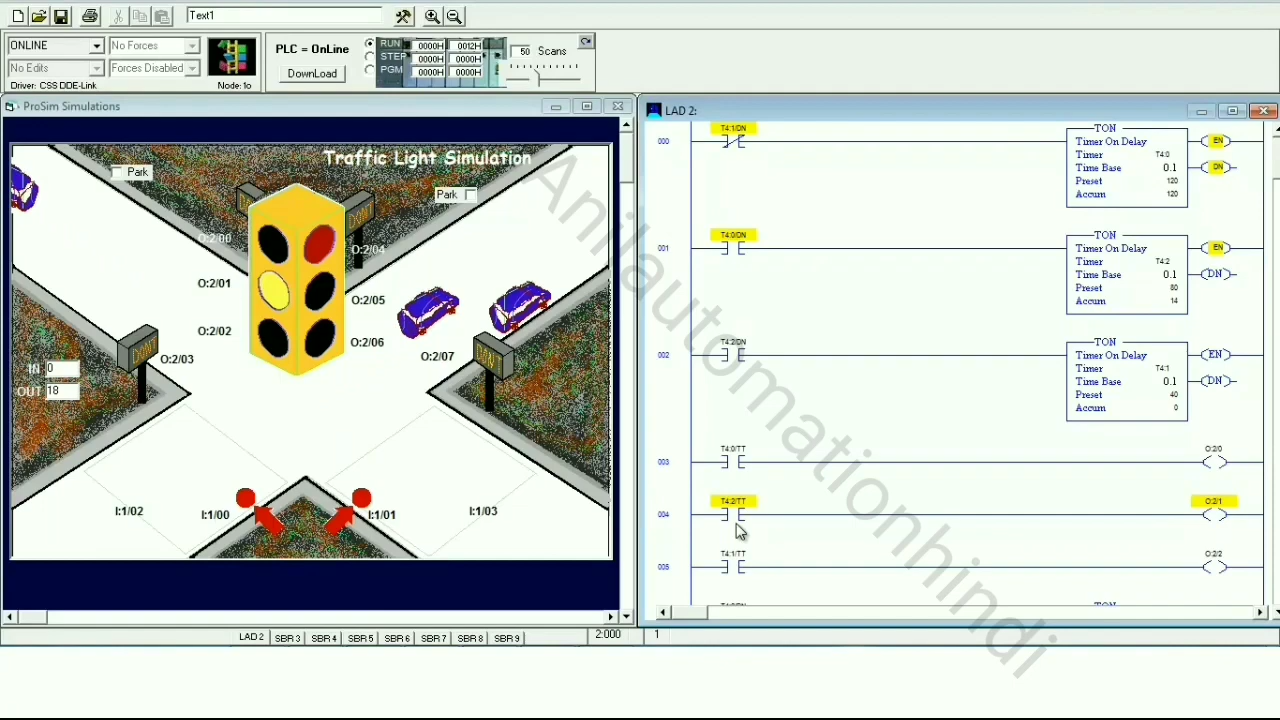 Text1
ONLINE
No Forces
No Edits
Forces Disabled
Driver: CSS DDE-Link
Node: 1o
PLC = OnLine
DownLoad
RUN
STEP
PGM
0000H 0012H
0000H 0000H
0000H 0000H
50 Scans
ProSim Simulations
Traffic Light Simulation
Park
Park
O:2/00
O:2/04
O:2/01
O:2/05
O:2/02
O:2/06
O:2/03
O:2/07
IN 0
OUT 18
I:1/02
I:1/00
I:1/01
I:1/03
LAD 2:
000
T4:1/DN
TON
Timer On Delay
Timer T4:0
Time Base 0.1
Preset 120
Accum 120
EN
DN
001
T4:0/DN
TON
Timer On Delay
Timer T4:2
Time Base 0.1
Preset 80
Accum 14
EN
DN
002
T4:2/DN
TON
Timer On Delay
Timer T4:1
Time Base 0.1
Preset 40
Accum 0
EN
DN
003
T4:0/TT
O:2/0
004
T4:2/TT
O:2/1
005
T4:1/TT
O:2/2
TON
LAD 2 SBR 3 SBR 4 SBR 5 SBR 6 SBR 7 SBR 8 SBR 9
2:000
1
Anilautomationhindi